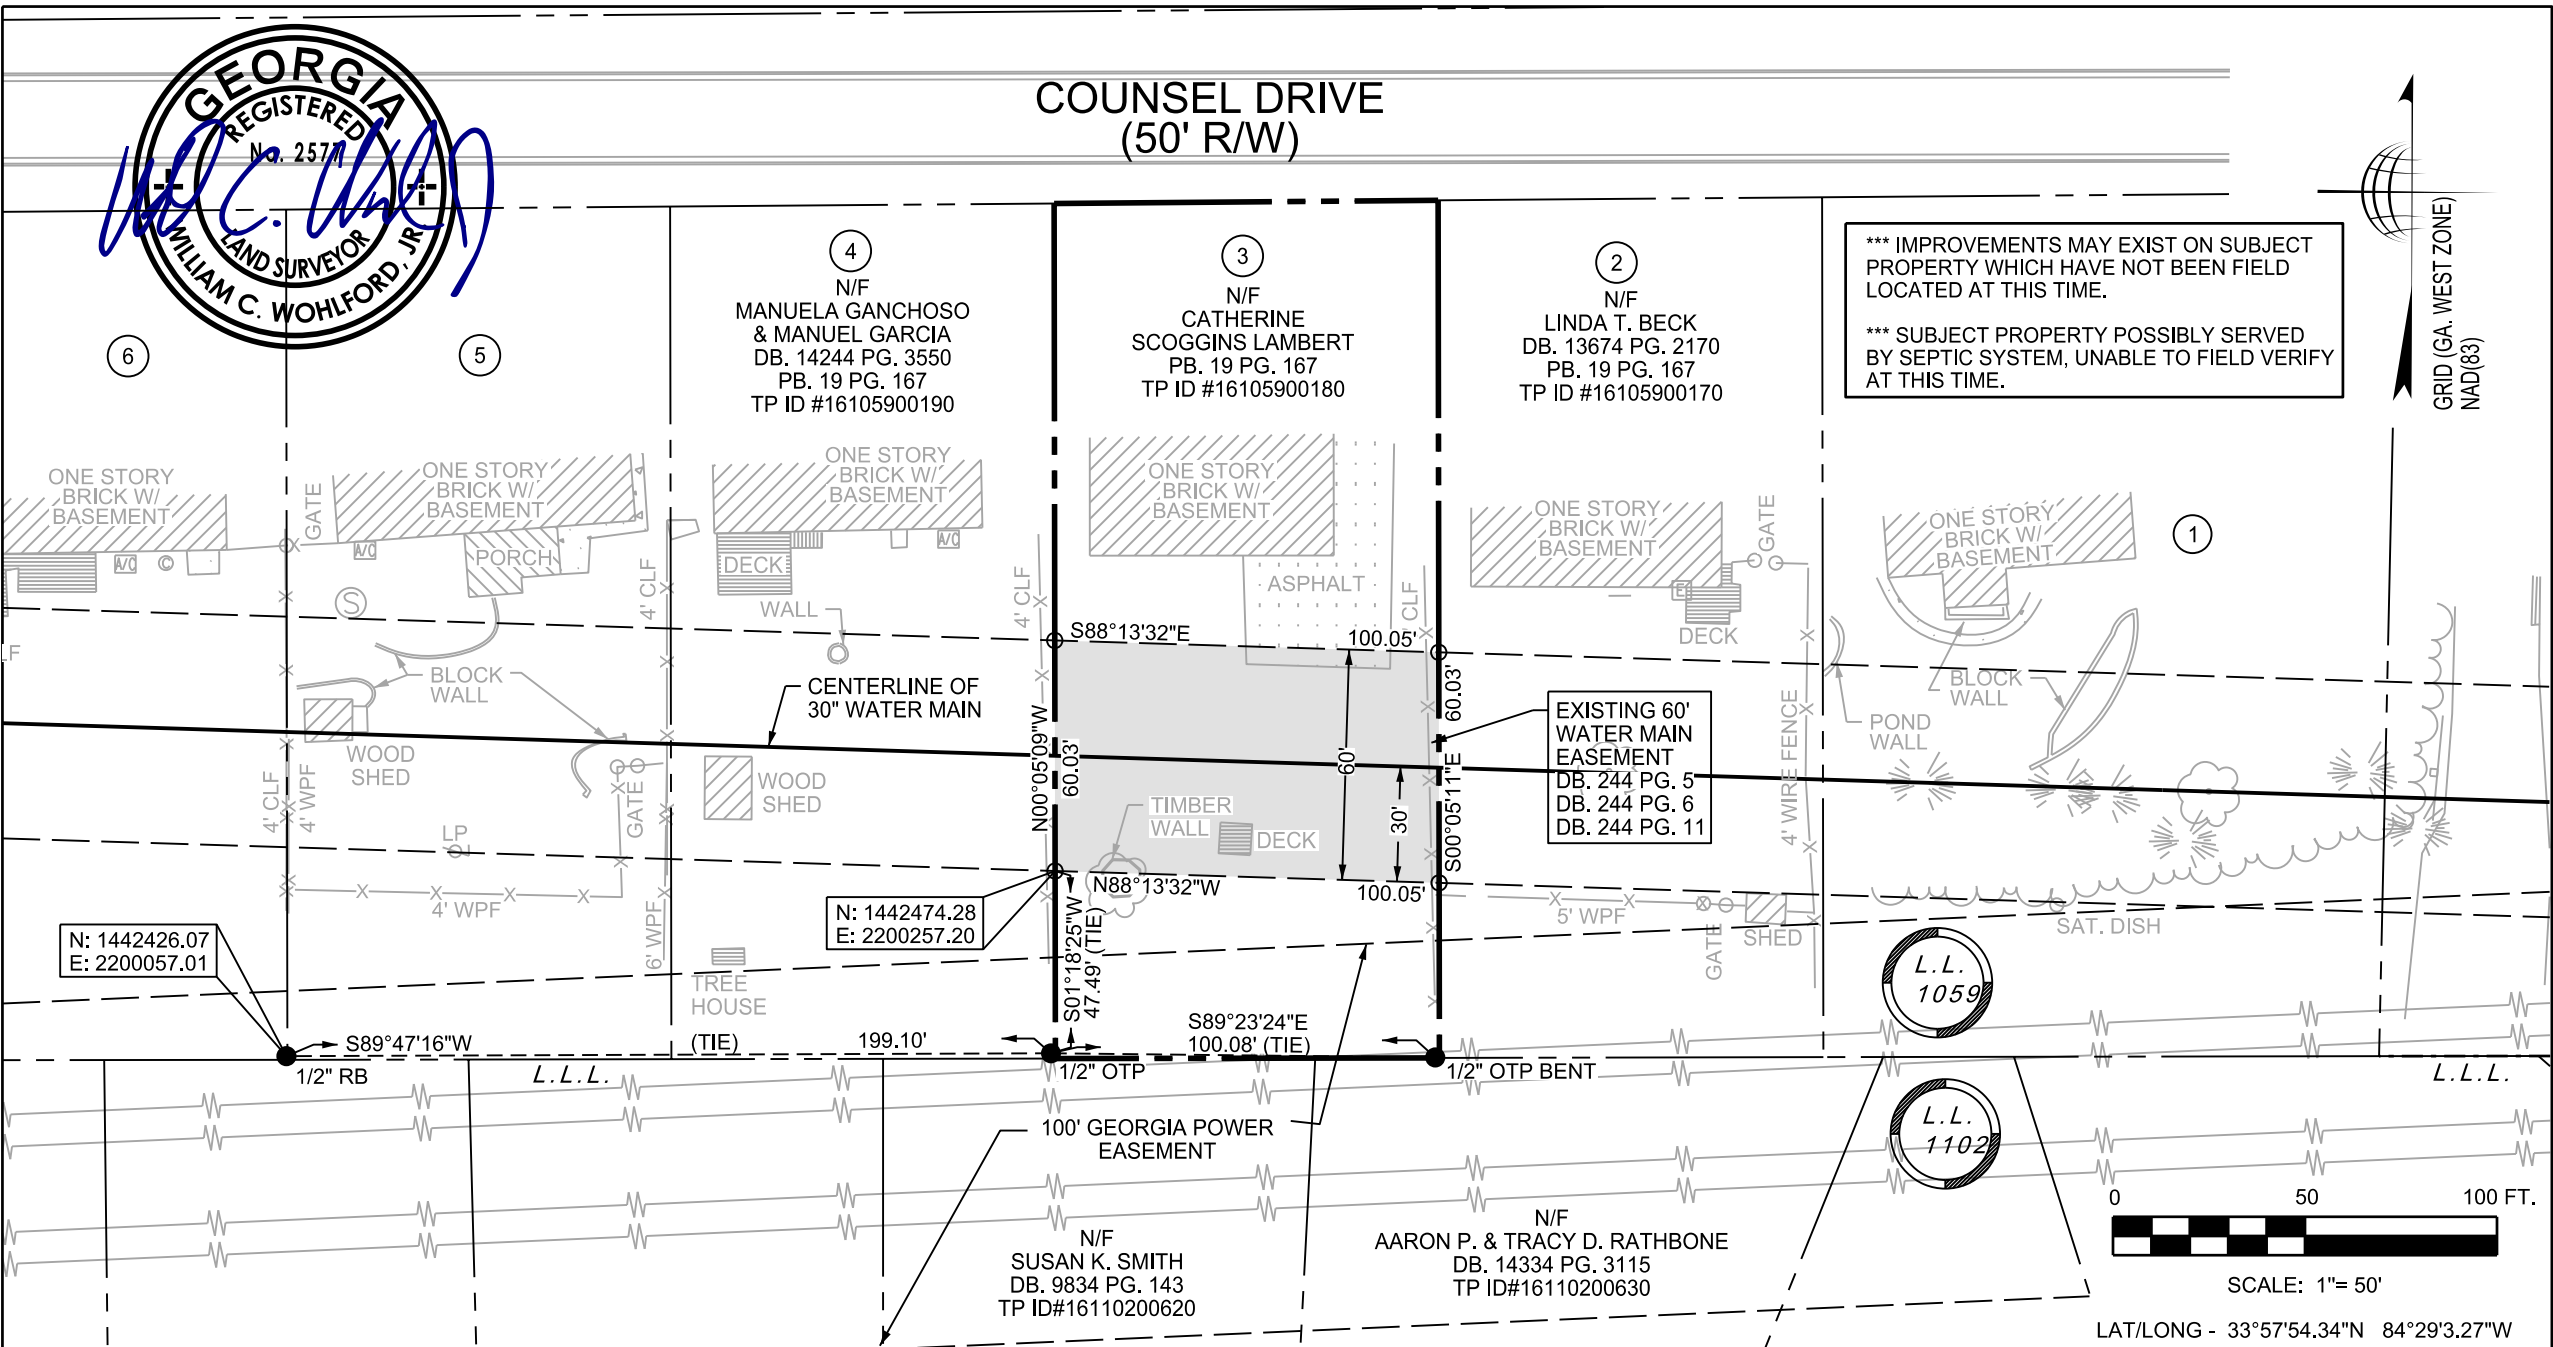 GEORGIA
REGISTERED
No. 2577
LAND SURVEYOR
WILLIAM C. WOHLFORD, JR.
COUNSEL DRIVE
(50' R/W)
GRID (GA. WEST ZONE)
NAD(83)
*** IMPROVEMENTS MAY EXIST ON SUBJECT
PROPERTY WHICH HAVE NOT BEEN FIELD
LOCATED AT THIS TIME.
*** SUBJECT PROPERTY POSSIBLY SERVED
BY SEPTIC SYSTEM, UNABLE TO FIELD VERIFY
AT THIS TIME.
6
5
4
N/F
MANUELA GANCHOSO
& MANUEL GARCIA
DB. 14244 PG. 3550
PB. 19 PG. 167
TP ID #16105900190
3
N/F
CATHERINE
SCOGGINS LAMBERT
PB. 19 PG. 167
TP ID #16105900180
2
N/F
LINDA T. BECK
DB. 13674 PG. 2170
PB. 19 PG. 167
TP ID #16105900170
1
ONE STORY
BRICK W/
BASEMENT
GATE
ONE STORY
BRICK W/
BASEMENT
ONE STORY
BRICK W/
BASEMENT
ONE STORY
BRICK W/
BASEMENT
ONE STORY
BRICK W/
BASEMENT
GATE
ONE STORY
BRICK W/
BASEMENT
A/C
C
A/C
PORCH
4' CLF
DECK
A/C
WALL
4' CLF
ASPHALT
CLF
E
DECK
S
LF
BLOCK
WALL
WOOD
SHED
4' CLF
4' WPF
GATE
LP
4' WPF
6' WPF
CENTERLINE OF
30" WATER MAIN
WOOD
SHED
TREE
HOUSE
S88°13'32"E
100.05'
N00°05'09"W
60.03'
60'
30'
60.03'
S00°05'11"E
TIMBER
WALL
DECK
N88°13'32"W
100.05'
EXISTING 60'
WATER MAIN
EASEMENT
DB. 244 PG. 5
DB. 244 PG. 6
DB. 244 PG. 11
4' WIRE FENCE
POND
WALL
BLOCK
WALL
5' WPF
GATE
SHED
SAT. DISH
N: 1442426.07
E: 2200057.01
N: 1442474.28
E: 2200257.20
S01°18'25"W
47.49' (TIE)
S89°47'16"W
(TIE)
199.10'
S89°23'24"E
100.08' (TIE)
1/2" RB
L.L.L.
1/2" OTP
1/2" OTP BENT
L.L.
1059
L.L.
1102
L.L.L.
100' GEORGIA POWER
EASEMENT
N/F
SUSAN K. SMITH
DB. 9834 PG. 143
TP ID#16110200620
N/F
AARON P. & TRACY D. RATHBONE
DB. 14334 PG. 3115
TP ID#16110200630
0 50 100 FT.
SCALE: 1"= 50'
LAT/LONG - 33°57'54.34"N 84°29'3.27"W